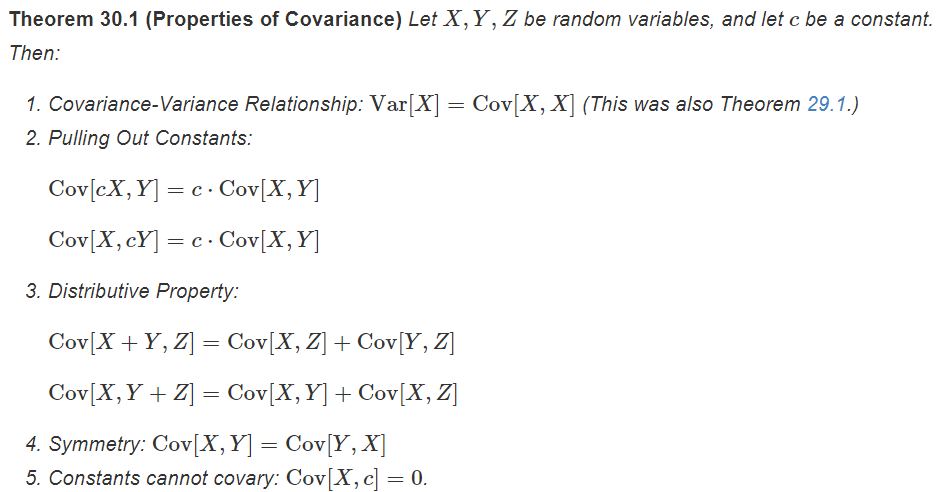 Theorem 30.1 (Properties of Covariance) Let X, Y, Z be random variables, and let c be a constant.
Then:
1. Covariance-Variance Relationship: Var[X] = Cov[X, X] (This was also Theorem 29.1.)
2. Pulling Out Constants:
Cov[cX, Y] = c · Cov[X, Y]
Cov[X, cY] = c · Cov[X, Y]
3. Distributive Property:
Cov[X + Y, Z] = Cov[X, Z] + Cov[Y, Z]
Cov[X, Y + Z] = Cov[X, Y] + Cov[X, Z]
4. Symmetry: Cov[X, Y] = Cov[Y, X]
5. Constants cannot covary: Cov[X, c] = 0.